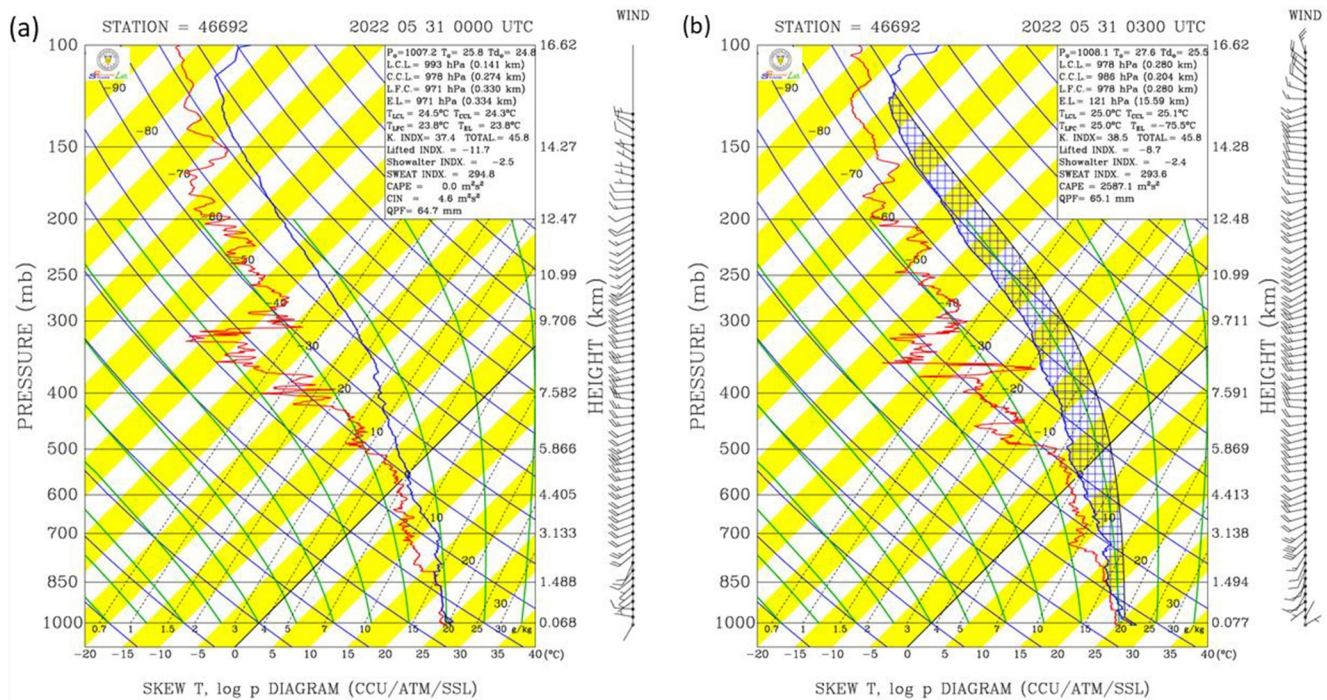 (a)
STATION = 46692 2022 05 31 0000 UTC
WIND
P₀=1007.2 T₀= 25.8 Td₀= 24.8
L.C.L= 993 hPa (0.141 km)
C.C.L= 978 hPa (0.274 km)
L.F.C= 971 hPa (0.330 km)
E.L= 971 hPa (0.334 km)
T_LCL= 24.5°C T_CCL= 24.3°C
T_LFC= 23.8°C T_EL= 23.8°C
K. INDX= 37.4 TOTAL= 45.8
Lifted INDX. = -11.7
Showalter INDX. = -2.5
SWEAT INDX. = 294.8
CAPE = 0.0 m²s²
CIN = 4.6 m²s²
QPF= 64.7 mm
PRESSURE (mb)
100
150
200
250
300
400
500
600
700
850
1000
-90
-80
-70
-60
-50
-40
-30
-20
-10
10
20
30
HEIGHT (km)
16.62
14.27
12.47
10.99
9.706
7.582
5.866
4.405
3.133
1.488
0.068
0.7 1 1.5 2 3 4 5 7 10 15 20 25 30 g/kg
-20 -15 -10 -5 0 5 10 15 20 25 30 35 40 (°C)
SKEW T, log p DIAGRAM (CCU/ATM/SSL)
(b)
STATION = 46692 2022 05 31 0300 UTC
WIND
P₀=1008.1 T₀= 27.6 Td₀= 25.5
L.C.L= 978 hPa (0.280 km)
C.C.L= 986 hPa (0.204 km)
L.F.C= 978 hPa (0.280 km)
E.L= 121 hPa (15.59 km)
T_LCL= 25.0°C T_CCL= 25.1°C
T_LFC= 25.0°C T_EL= -75.5°C
K. INDX= 38.5 TOTAL= 45.8
Lifted INDX. = -8.7
Showalter INDX. = -2.4
SWEAT INDX. = 293.6
CAPE = 2587.1 m²s²
QPF= 65.1 mm
PRESSURE (mb)
100
150
200
250
300
400
500
600
700
850
1000
-90
-80
-70
-60
-50
-40
-30
-20
-10
10
20
30
HEIGHT (km)
16.62
14.28
12.48
10.99
9.711
7.591
5.869
4.411
3.138
1.494
0.077
0.7 1 1.5 2 3 4 5 7 10 15 20 25 30 g/kg
-20 -15 -10 -5 0 5 10 15 20 25 30 35 40 (°C)
SKEW T, log p DIAGRAM (CCU/ATM/SSL)